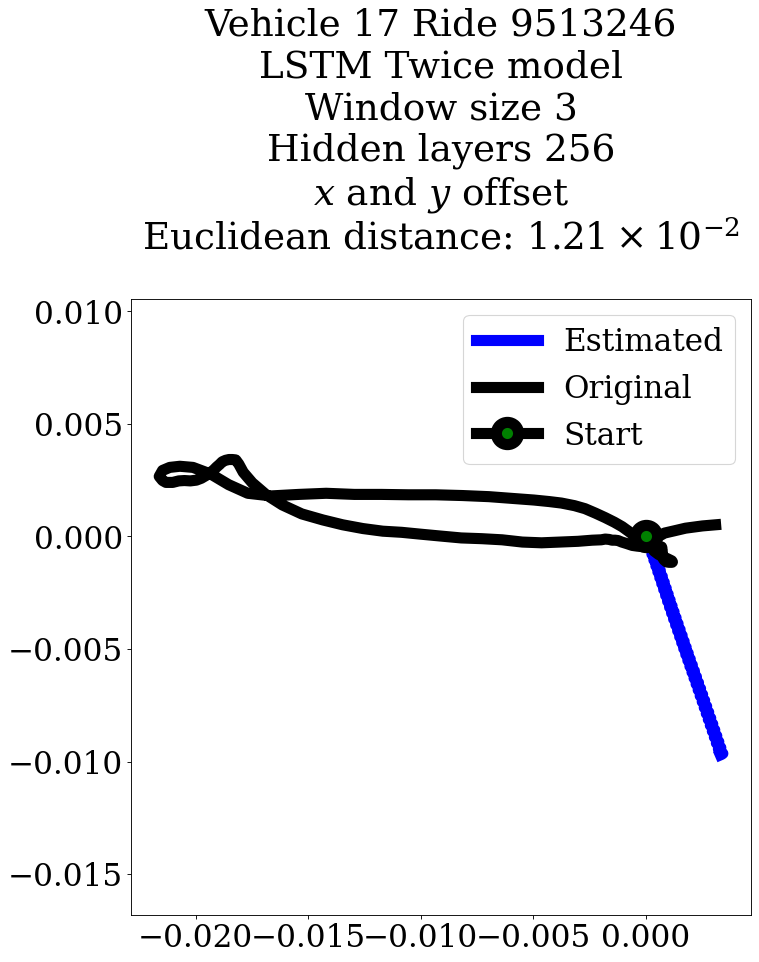 Vehicle 17 Ride 9513246
LSTM Twice model
Window size 3
Hidden layers 256
x and y offset
Euclidean distance: 1.21 × 10⁻²
0.010
0.005
0.000
−0.005
−0.010
−0.015
Estimated
Original
Start
−0.020−0.015−0.010−0.005 0.000